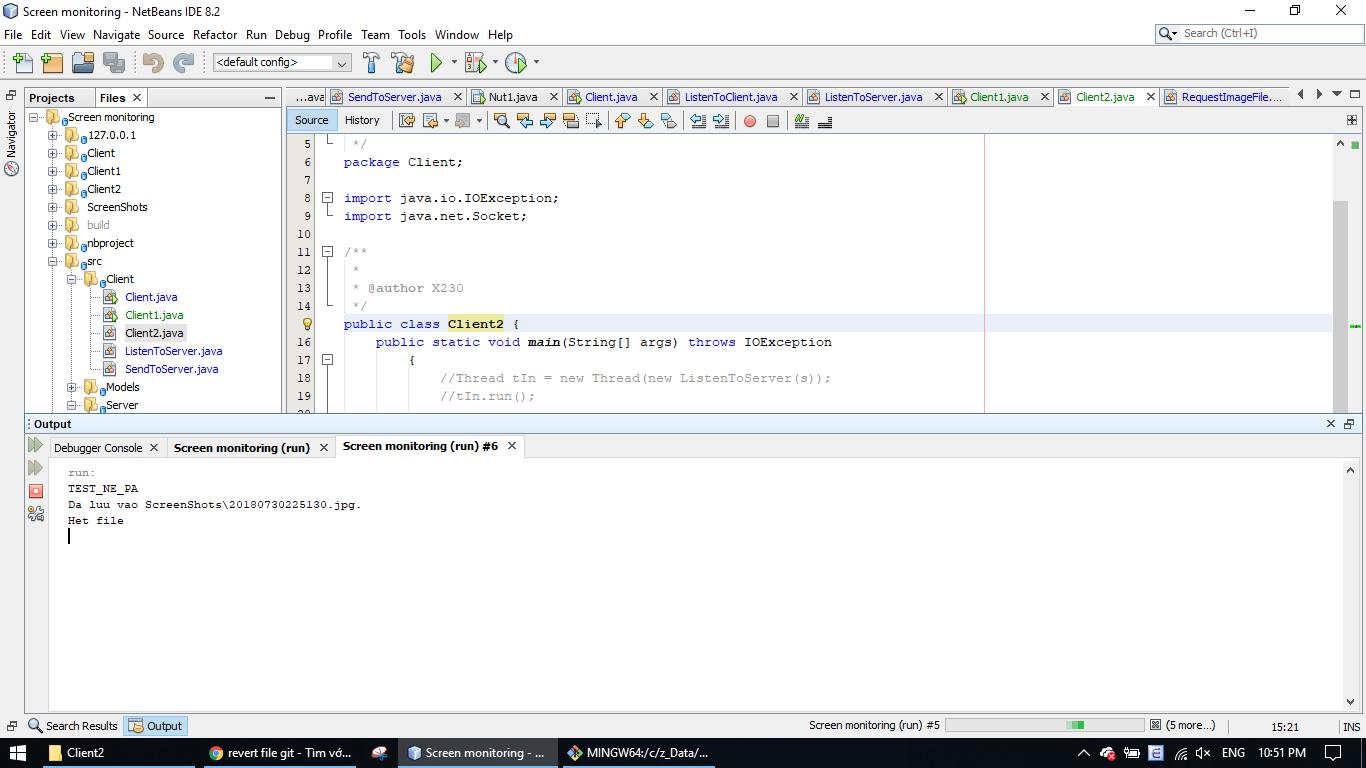 Screen monitoring - NetBeans IDE 8.2
File Edit View Navigate Source Refactor Run Debug Profile Team Tools Window Help
Search (Ctrl+I)
<default config>
Projects Files
...ava SendToServer.java Nut1.java Client.java ListenToClient.java ListenToServer.java Client1.java Client2.java RequestImageFile....
Navigator
Screen monitoring
127.0.0.1
Client
Client1
Client2
ScreenShots
build
nbproject
src
Client
Client.java
Client1.java
Client2.java
ListenToServer.java
SendToServer.java
Models
Server
Source History
5 */
6 package Client;
7
8 import java.io.IOException;
9 import java.net.Socket;
10
11 /**
12 *
13 * @author X230
14 */
public class Client2 {
16 public static void main(String[] args) throws IOException
17 {
18 //Thread tIn = new Thread(new ListenToServer(s));
19 //tIn.run();
Output
Debugger Console Screen monitoring (run) Screen monitoring (run) #6
run:
TEST_NE_PA
Da luu vao ScreenShots\20180730225130.jpg.
Het file
Search Results Output Screen monitoring (run) #5 (5 more...) 15:21 INS
Client2 revert file git - Tìm vớ... Screen monitoring - ... MINGW64:/c/z_Data/... ENG 10:51 PM